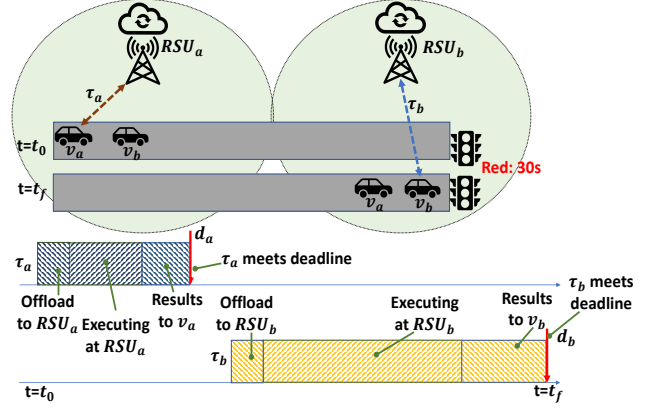 RSU_a
RSU_b
τ_a
τ_b
t=t_0
v_a
v_b
Red: 30s
t=t_f
v_a
v_b
d_a
τ_a
τ_a meets deadline
τ_b meets
deadline
Offload
to RSU_a
Executing
at RSU_a
Results
to v_a
Offload
to RSU_b
Executing
at RSU_b
Results
to v_b
d_b
τ_b
t=t_0
t=t_f